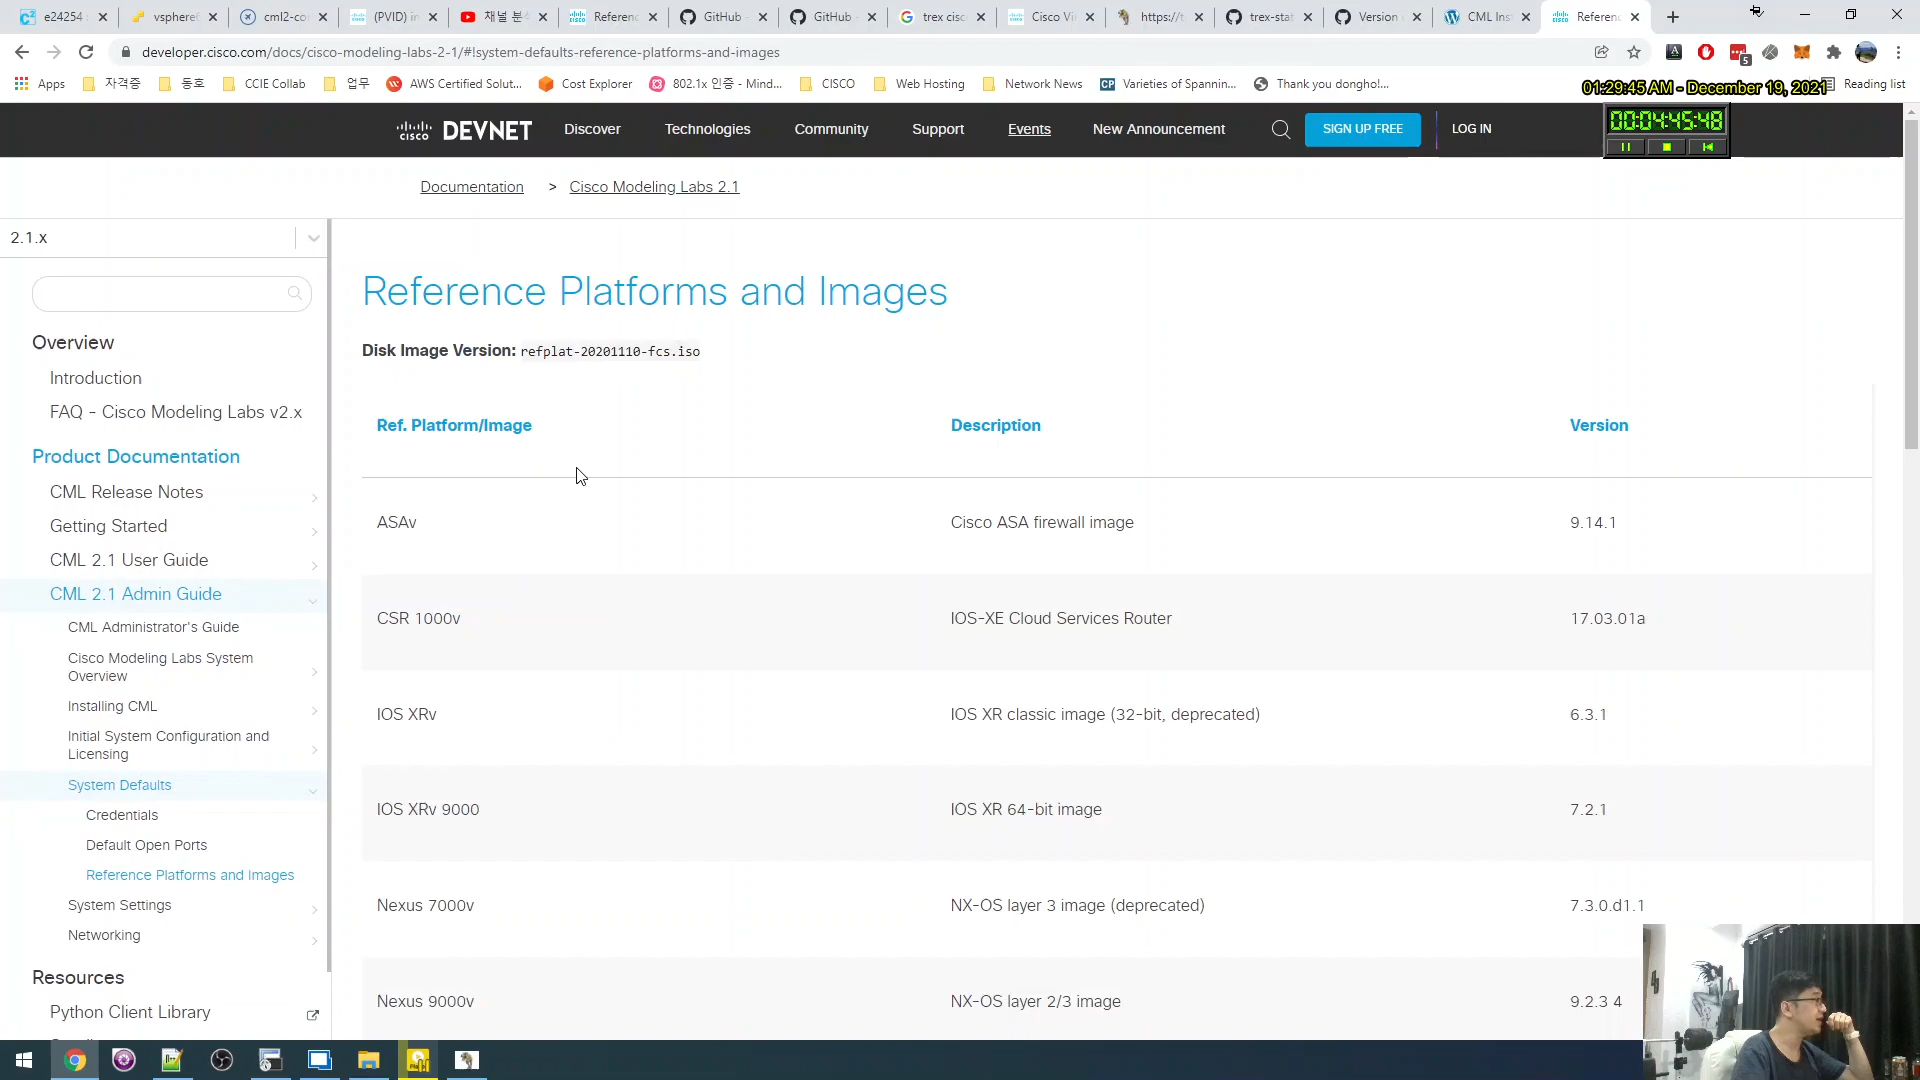 e24254
vspheref
cml2-co
(PVID) in
채널 분석
Referenc
GitHub
GitHub
trex cisc
Cisco Vi
https://t
trex-stat
Version
CML Inst
Referenc
developer.cisco.com/docs/cisco-modeling-labs-2-1/#!system-defaults-reference-platforms-and-images
5
Apps
자격증
동호
CCIE Collab
업무
AWS Certified Solut...
Cost Explorer
802.1x 인증 - Mind...
CISCO
Web Hosting
Network News
CP
Varieties of Spannin...
Thank you dongho!...
Reading list
01:29:45 AM - December 19, 2021
00:04:45:48
cisco DEVNET
Discover
Technologies
Community
Support
Events
New Announcement
SIGN UP FREE
LOG IN
Documentation > Cisco Modeling Labs 2.1
2.1.x
Overview
Introduction
FAQ - Cisco Modeling Labs v2.x
Product Documentation
CML Release Notes
Getting Started
CML 2.1 User Guide
CML 2.1 Admin Guide
CML Administrator's Guide
Cisco Modeling Labs System
Overview
Installing CML
Initial System Configuration and
Licensing
System Defaults
Credentials
Default Open Ports
Reference Platforms and Images
System Settings
Networking
Resources
Python Client Library
Reference Platforms and Images
Disk Image Version: refplat-20201110-fcs.iso
Ref. Platform/Image Description Version
ASAv Cisco ASA firewall image 9.14.1
CSR 1000v IOS-XE Cloud Services Router 17.03.01a
IOS XRv IOS XR classic image (32-bit, deprecated) 6.3.1
IOS XRv 9000 IOS XR 64-bit image 7.2.1
Nexus 7000v NX-OS layer 3 image (deprecated) 7.3.0.d1.1
Nexus 9000v NX-OS layer 2/3 image 9.2.3 4